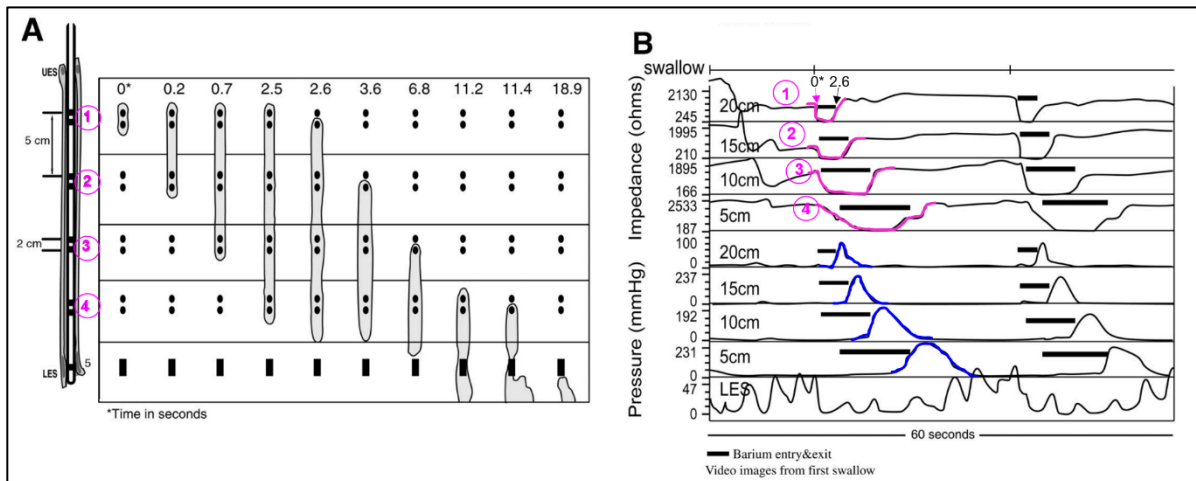 A
UES
0* 0.2 0.7 2.5 2.6 3.6 6.8 11.2 11.4 18.9
1
5 cm
2
2 cm
3
4
5
LES
*Time in seconds
B
swallow
0* 2.6
Impedance (ohms)
1
2130
20cm
245
2
1995
15cm
210
3
1895
10cm
166
4
2533
5cm
187
Pressure (mmHg)
100
20cm
0
237
15cm
0
192
10cm
0
231
5cm
0
47
LES
0
60 seconds
Barium entry&exit
Video images from first swallow